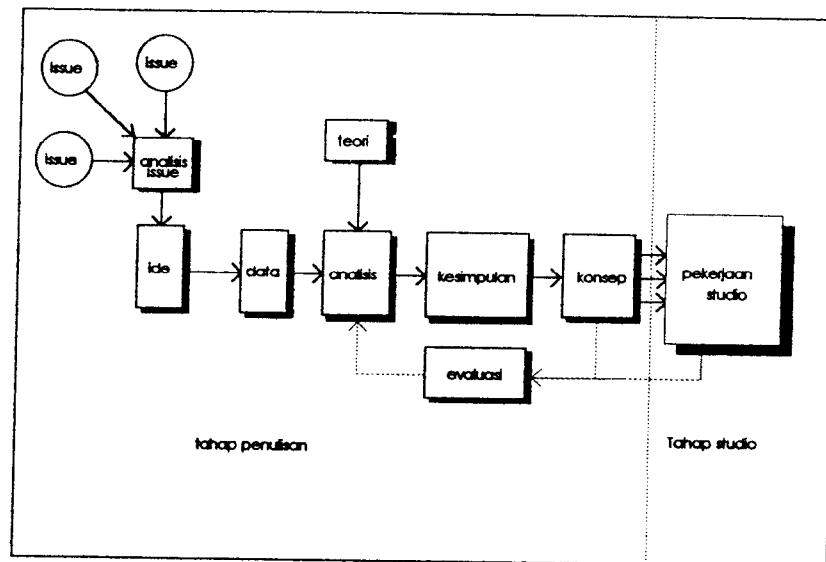 issue
issue
issue
analisis
issue
teori
ide
data
analisis
kesimpulan
konsep
pekerjaan
studio
evaluasi
tahap penulisan
Tahap studio